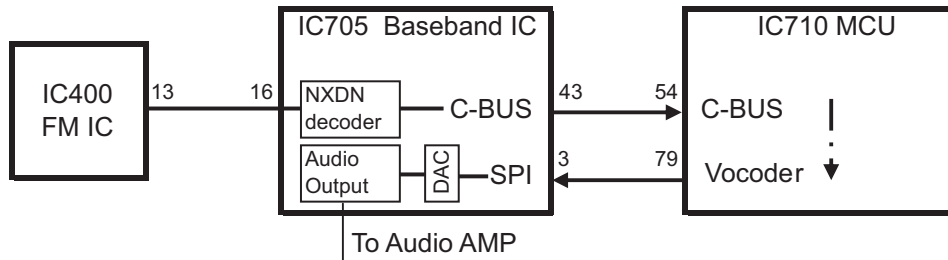 IC705 Baseband IC
IC710 MCU
IC400
FM IC
13
16
NXDN
decoder
C-BUS
43
54
C-BUS
Audio
Output
DAC
SPI
3
79
Vocoder
To Audio AMP